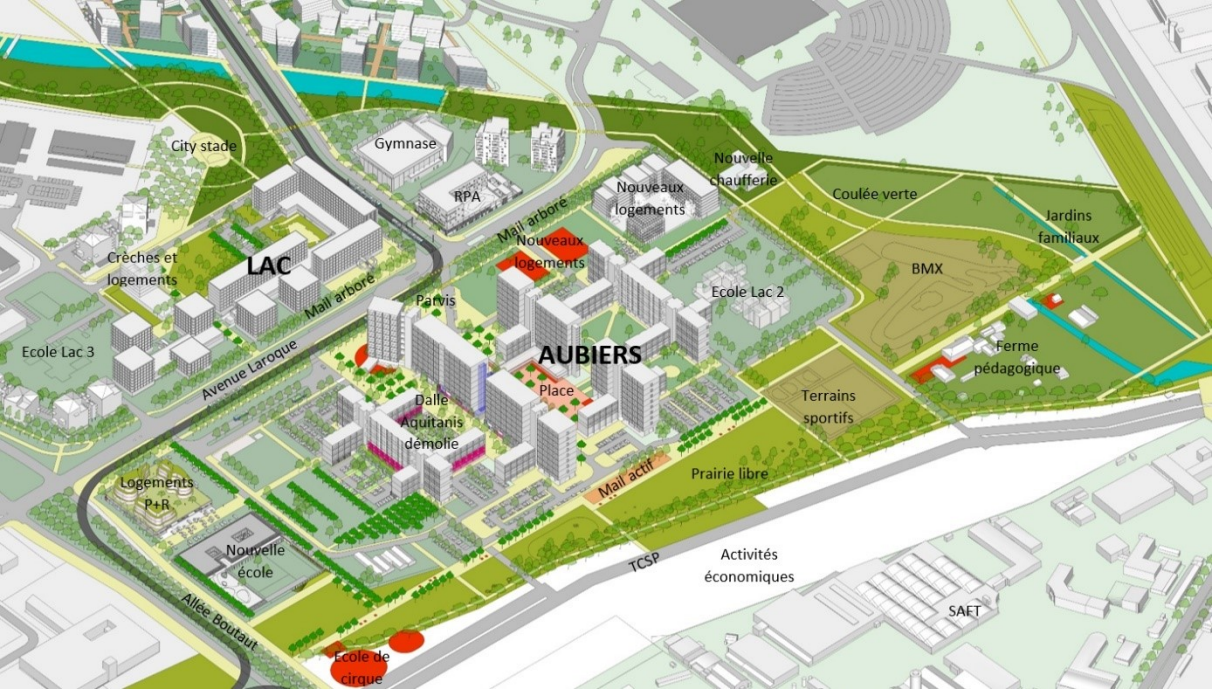 City stade
Gymnase
RPA
Nouvelle
chaufferie
Nouveaux
logements
Coulée verte
Jardins
familiaux
Mail arboré
Nouveaux
logements
Crèches et
logements
LAC
Mail arboré
Parvis
BMX
Ecole Lac 2
Ecole Lac 3
Avenue Laroque
AUBIERS
Ferme
pédagogique
Place
Dalle
Aquitanis
démolie
Terrains
sportifs
Mail actif
Prairie libre
Logements
P+R
Nouvelle
école
TCSP
Activités
économiques
SAFT
Allée Boutaut
Ecole de
cirque